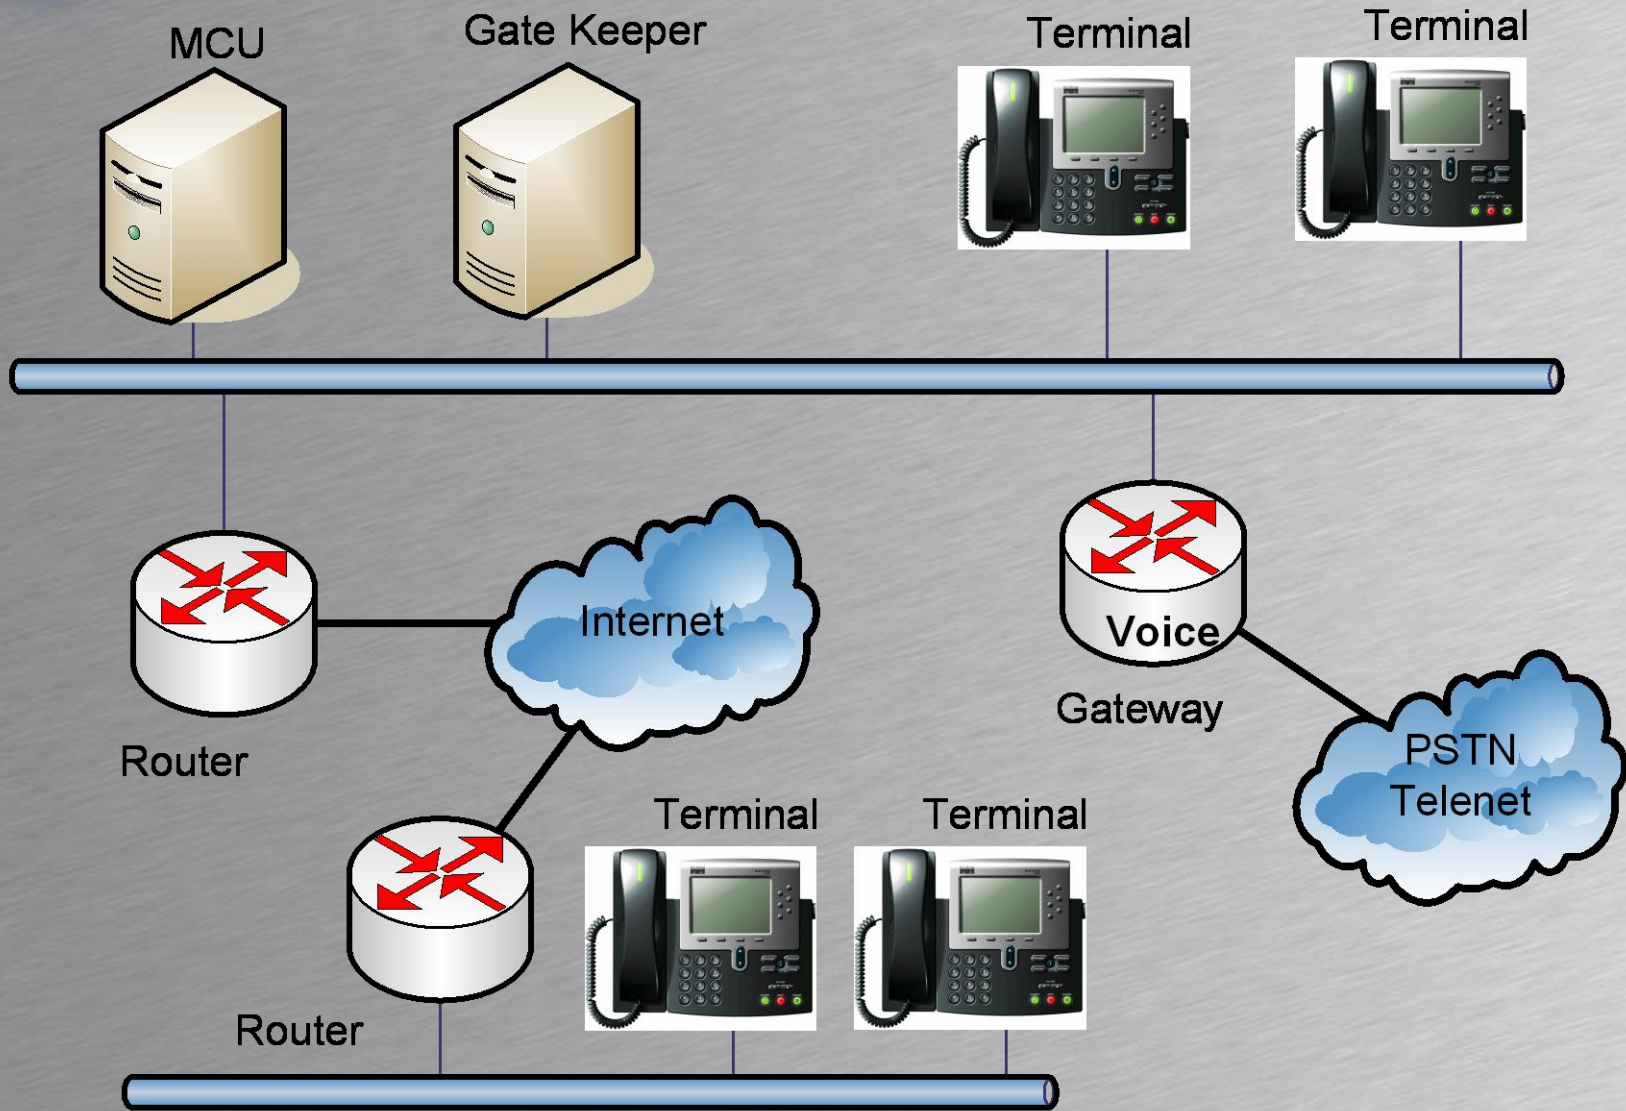 MCU
Gate Keeper
Terminal
Terminal
Internet
Voice
Gateway
Router
PSTN
Telenet
Terminal
Terminal
Router